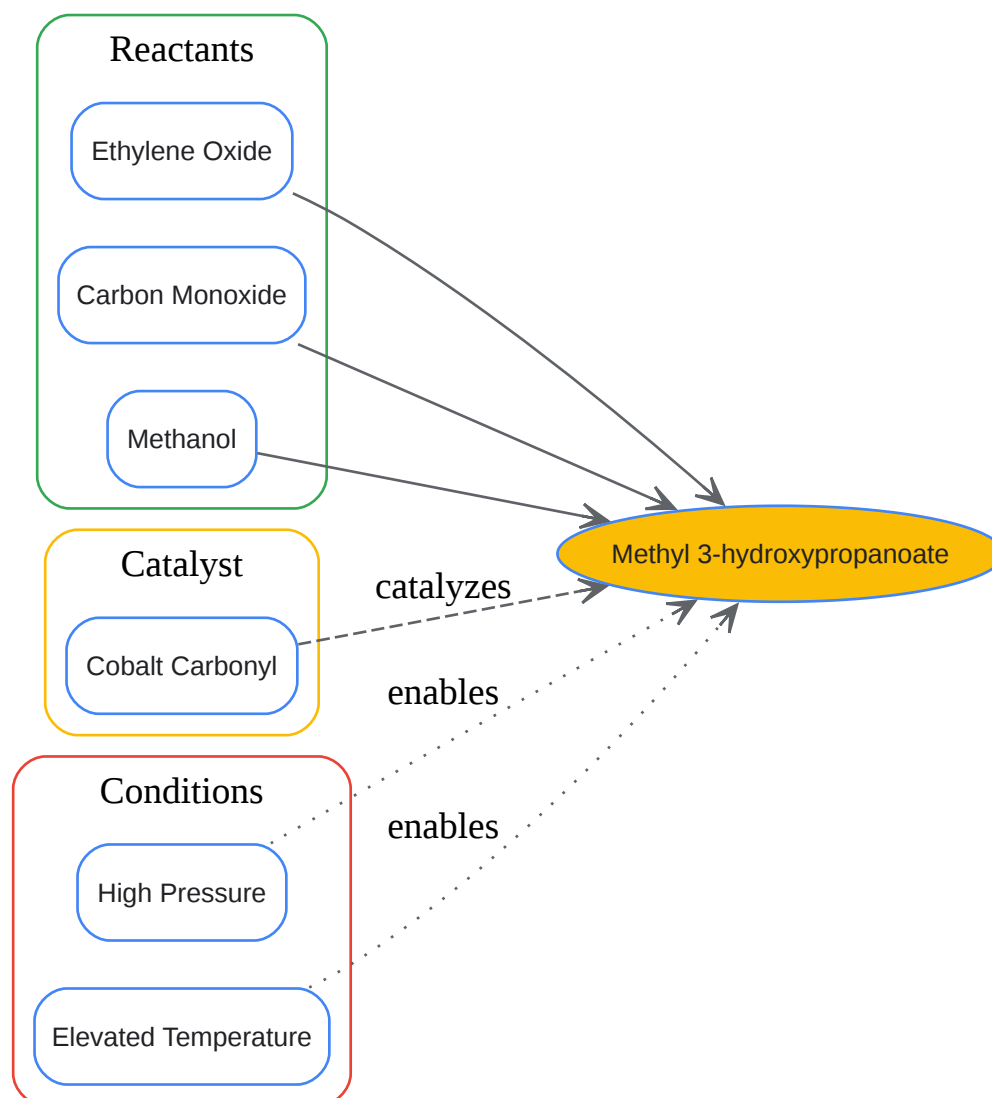 Reactants
Ethylene Oxide
Carbon Monoxide
Methanol
Methyl 3-hydroxypropanoate
Catalyst
catalyzes
Cobalt Carbonyl
enables
Conditions
enables
High Pressure
Elevated Temperature